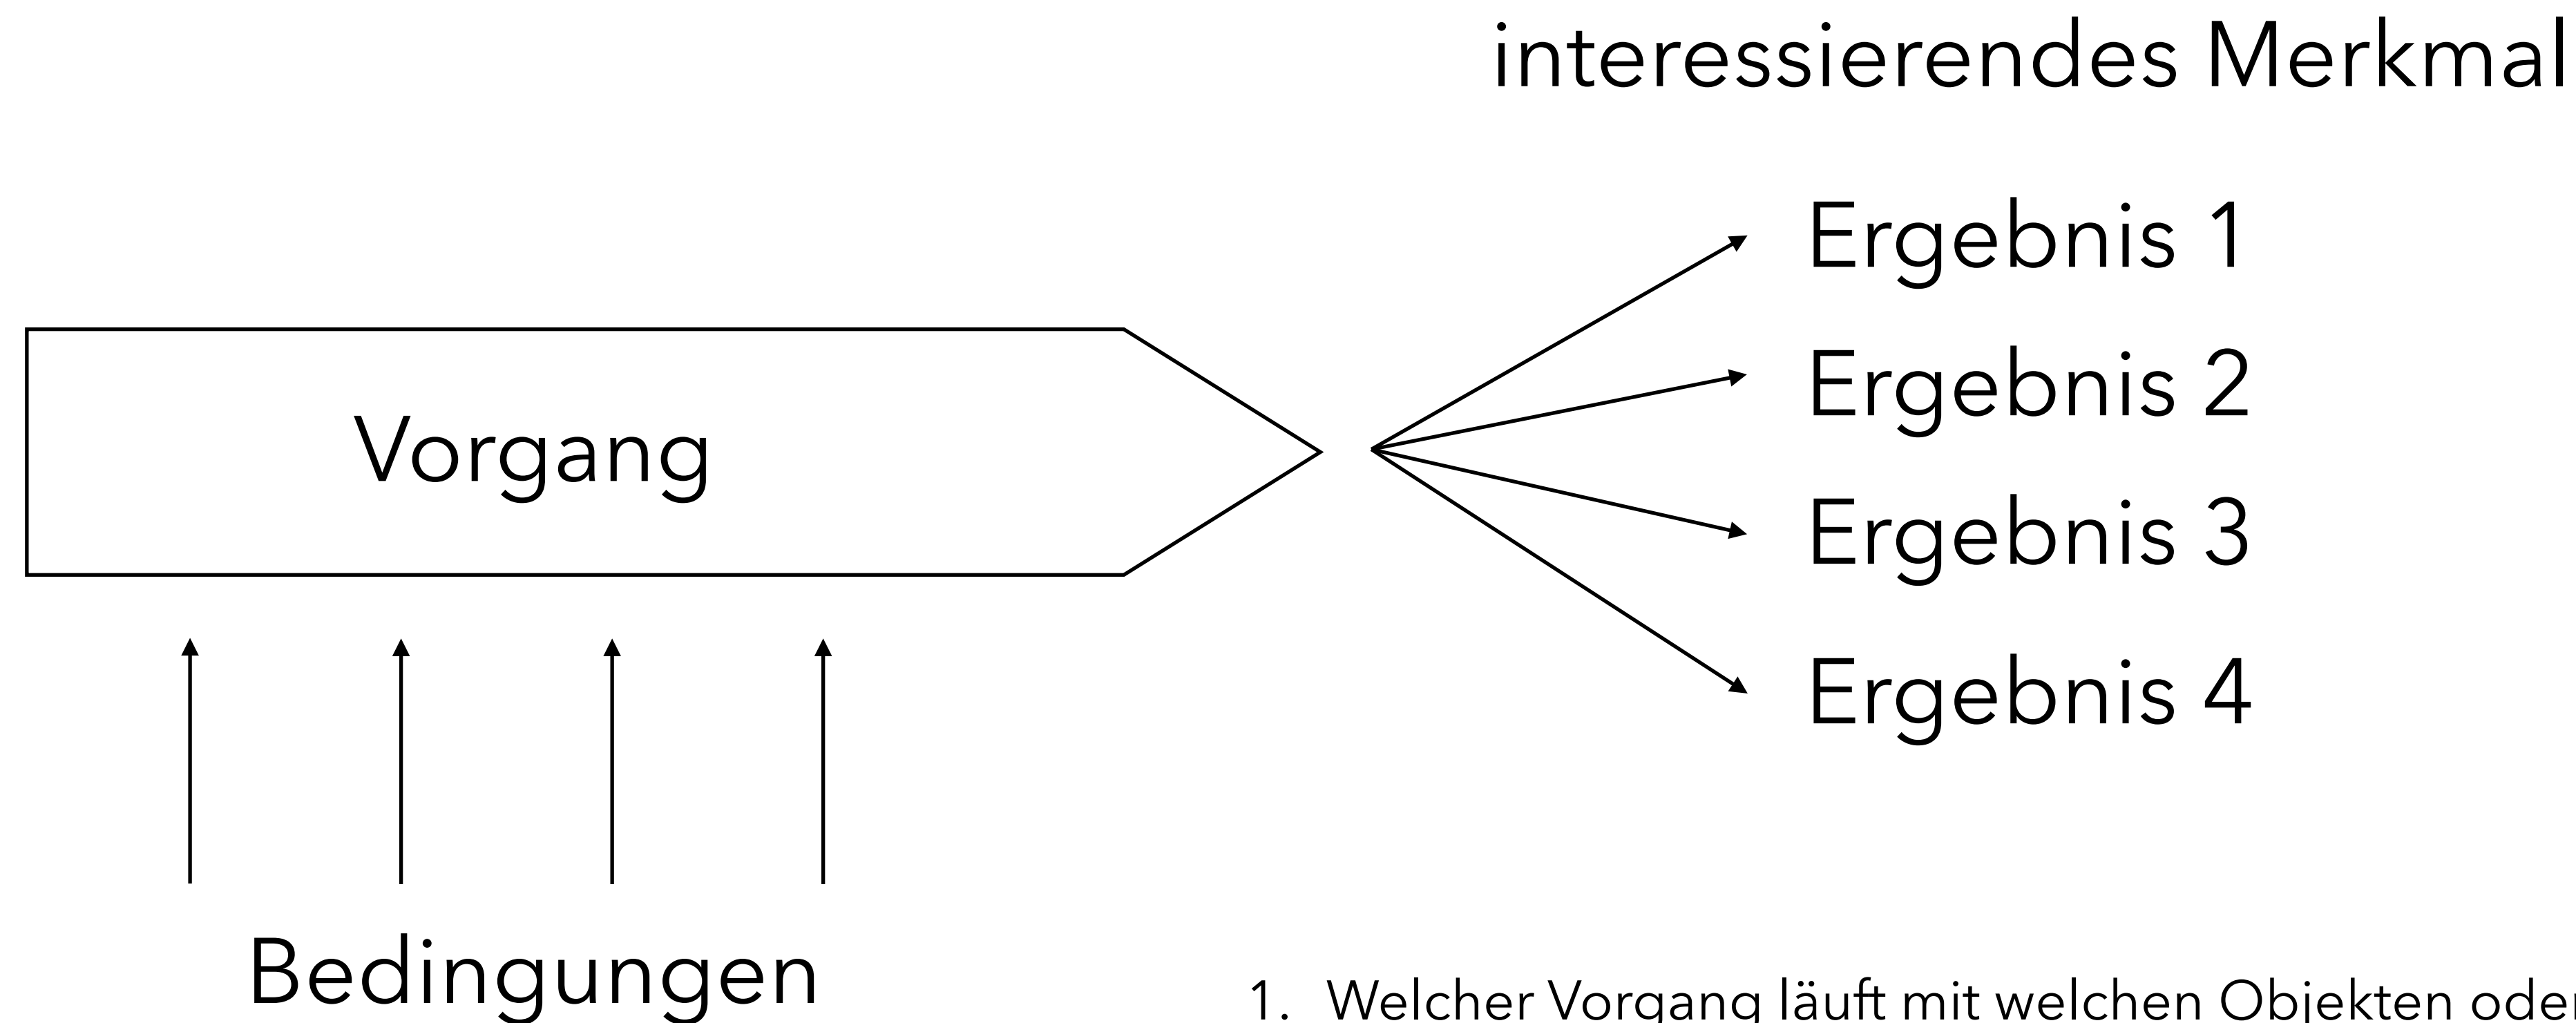 interessierendes Merkmal
Ergebnis 1
Ergebnis 2
Vorgang
Ergebnis 3
Ergebnis 4
Bedingungen
1. Welcher Vorgang läuft mit welchen Objekten oder